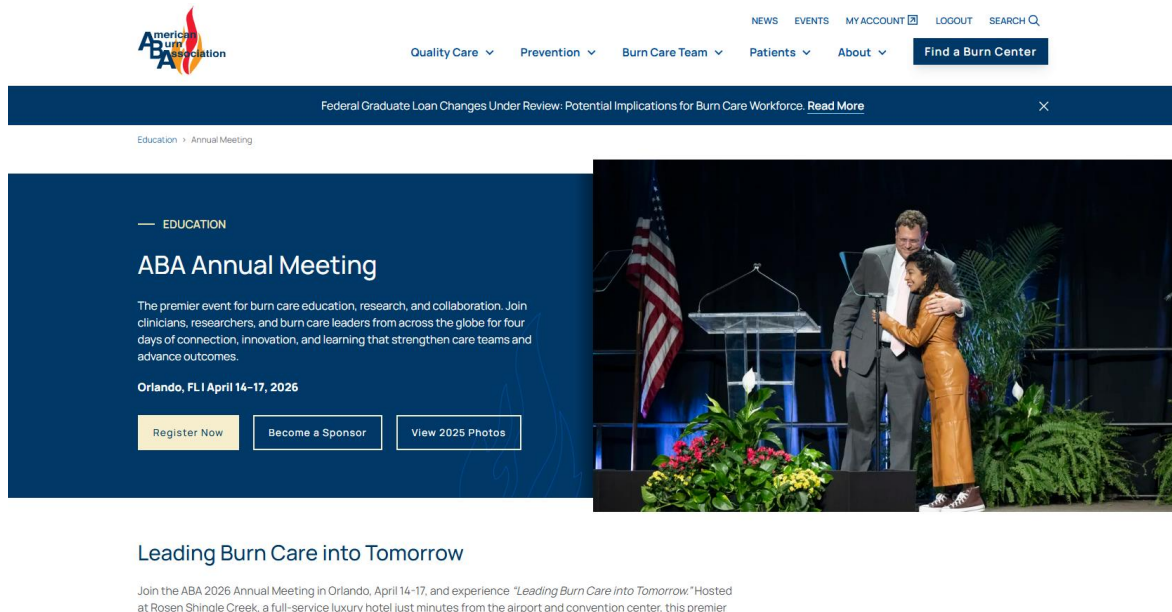 American
Burn
Association
NEWS EVENTS MY ACCOUNT LOGOUT SEARCH
Quality Care Prevention Burn Care Team Patients About Find a Burn Center
Federal Graduate Loan Changes Under Review: Potential Implications for Burn Care Workforce. Read More
Education > Annual Meeting
EDUCATION
ABA Annual Meeting
The premier event for burn care education, research, and collaboration. Join
clinicians, researchers, and burn care leaders from across the globe for four
days of connection, innovation, and learning that strengthen care teams and
advance outcomes.
Orlando, FL | April 14–17, 2026
Register Now Become a Sponsor View 2025 Photos
Leading Burn Care into Tomorrow
Join the ABA 2026 Annual Meeting in Orlando, April 14-17, and experience "Leading Burn Care into Tomorrow." Hosted
at Rosen Shingle Creek, a full-service luxury hotel just minutes from the airport and convention center, this premier